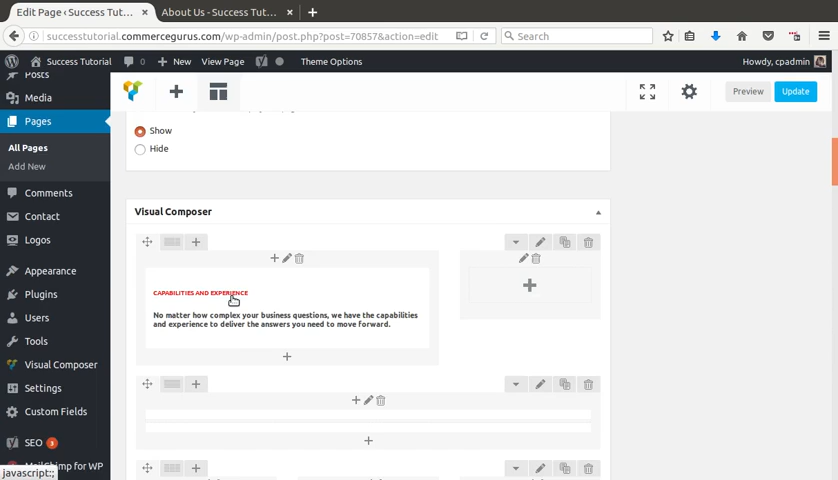 Edit Page ‹ Success Tut... ×
About Us - Success Tut... ×
successtutorial.commercegurus.com/wp-admin/post.php?post=70857&action=edit
Search
Success Tutorial 0 New View Page Theme Options
Howdy, cpadmin
Posts
Media
Pages
All Pages
Add New
Comments
Contact
Logos
Appearance
Plugins
Users
Tools
Visual Composer
Settings
Custom Fields
SEO 3
MailChimp for WP
javascript:;
Preview
Update
Show
Hide
Visual Composer
CAPABILITIES AND EXPERIENCE
No matter how complex your business questions, we have the capabilities
and experience to deliver the answers you need to move forward.